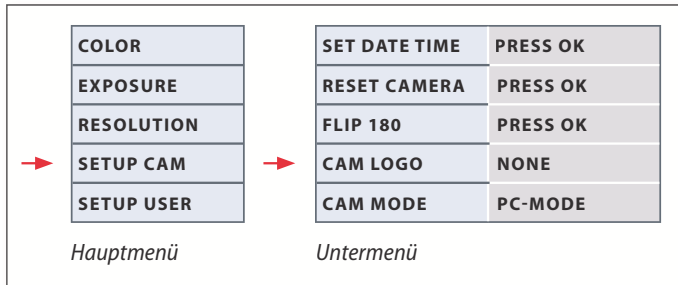 COLOR
EXPOSURE
RESOLUTION
SETUP CAM
SETUP USER
Hauptmenü
SET DATE TIME PRESS OK
RESET CAMERA PRESS OK
FLIP 180 PRESS OK
CAM LOGO NONE
CAM MODE PC-MODE
Untermenü